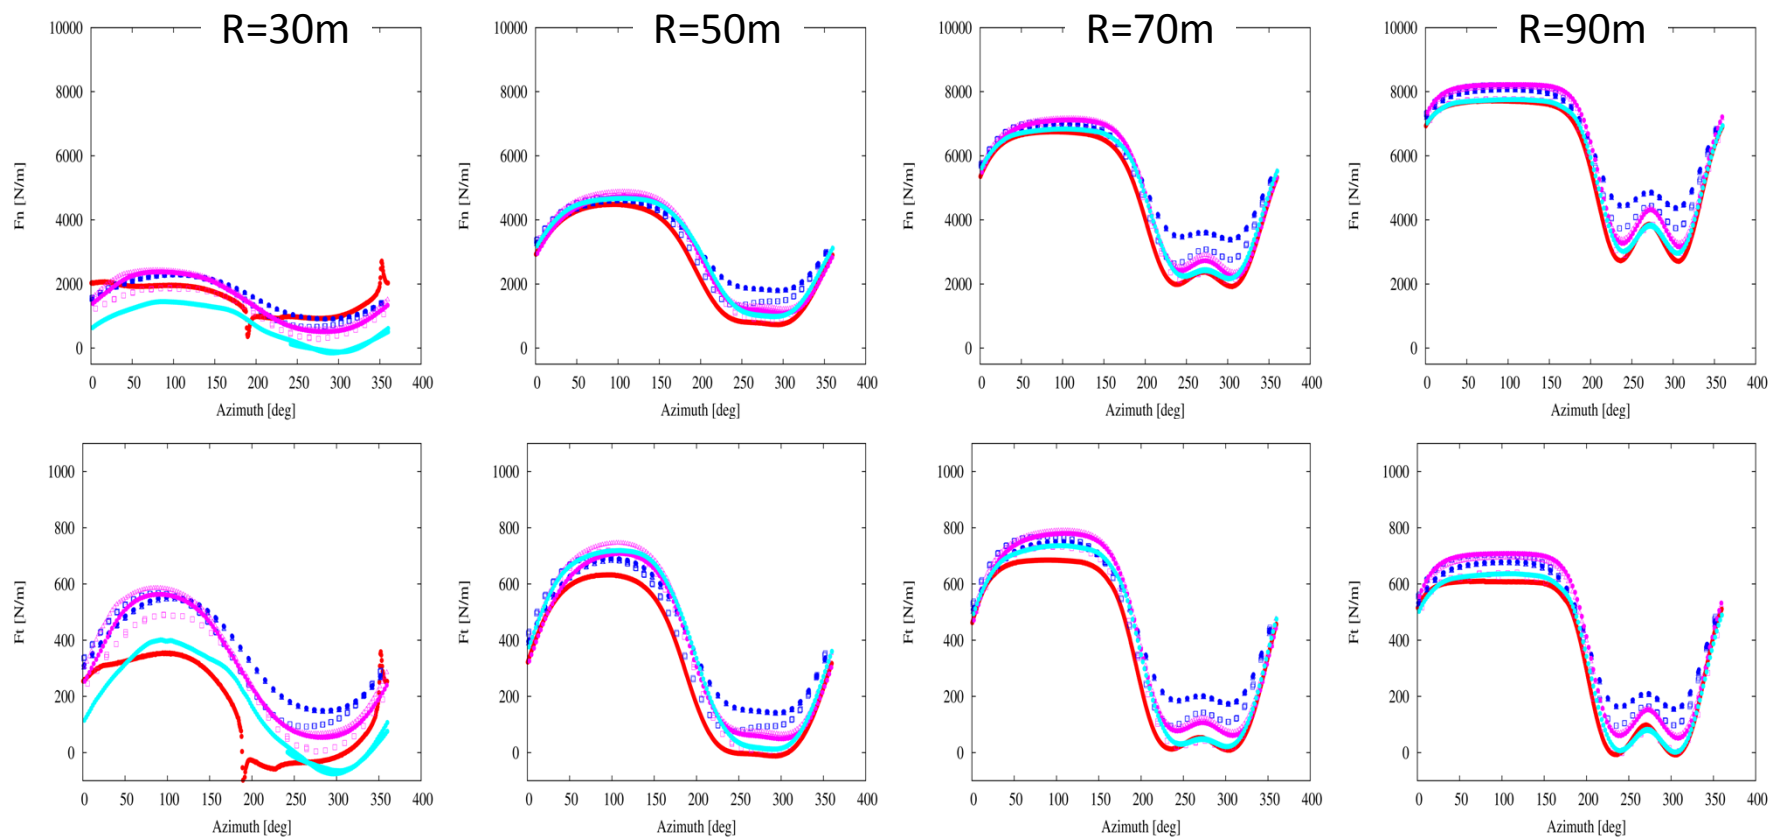 R=30m R=50m R=70m R=90m
10000 10000 10000 10000
8000 8000 8000 8000
6000 6000 6000 6000
4000 4000 4000 4000
2000 2000 2000 2000
0 0 0 0
Fn [N/m] Fn [N/m] Fn [N/m] Fn [N/m]
0 50 100 150 200 250 300 350 400 0 50 100 150 200 250 300 350 400 0 50 100 150 200 250 300 350 400 0 50 100 150 200 250 300 350 400
Azimuth [deg] Azimuth [deg] Azimuth [deg] Azimuth [deg]
1000 1000 1000 1000
800 800 800 800
600 600 600 600
400 400 400 400
200 200 200 200
0 0 0 0
Ft [N/m] Ft [N/m] Ft [N/m] Ft [N/m]
0 50 100 150 200 250 300 350 400 0 50 100 150 200 250 300 350 400 0 50 100 150 200 250 300 350 400 0 50 100 150 200 250 300 350 400
Azimuth [deg] Azimuth [deg] Azimuth [deg] Azimuth [deg]